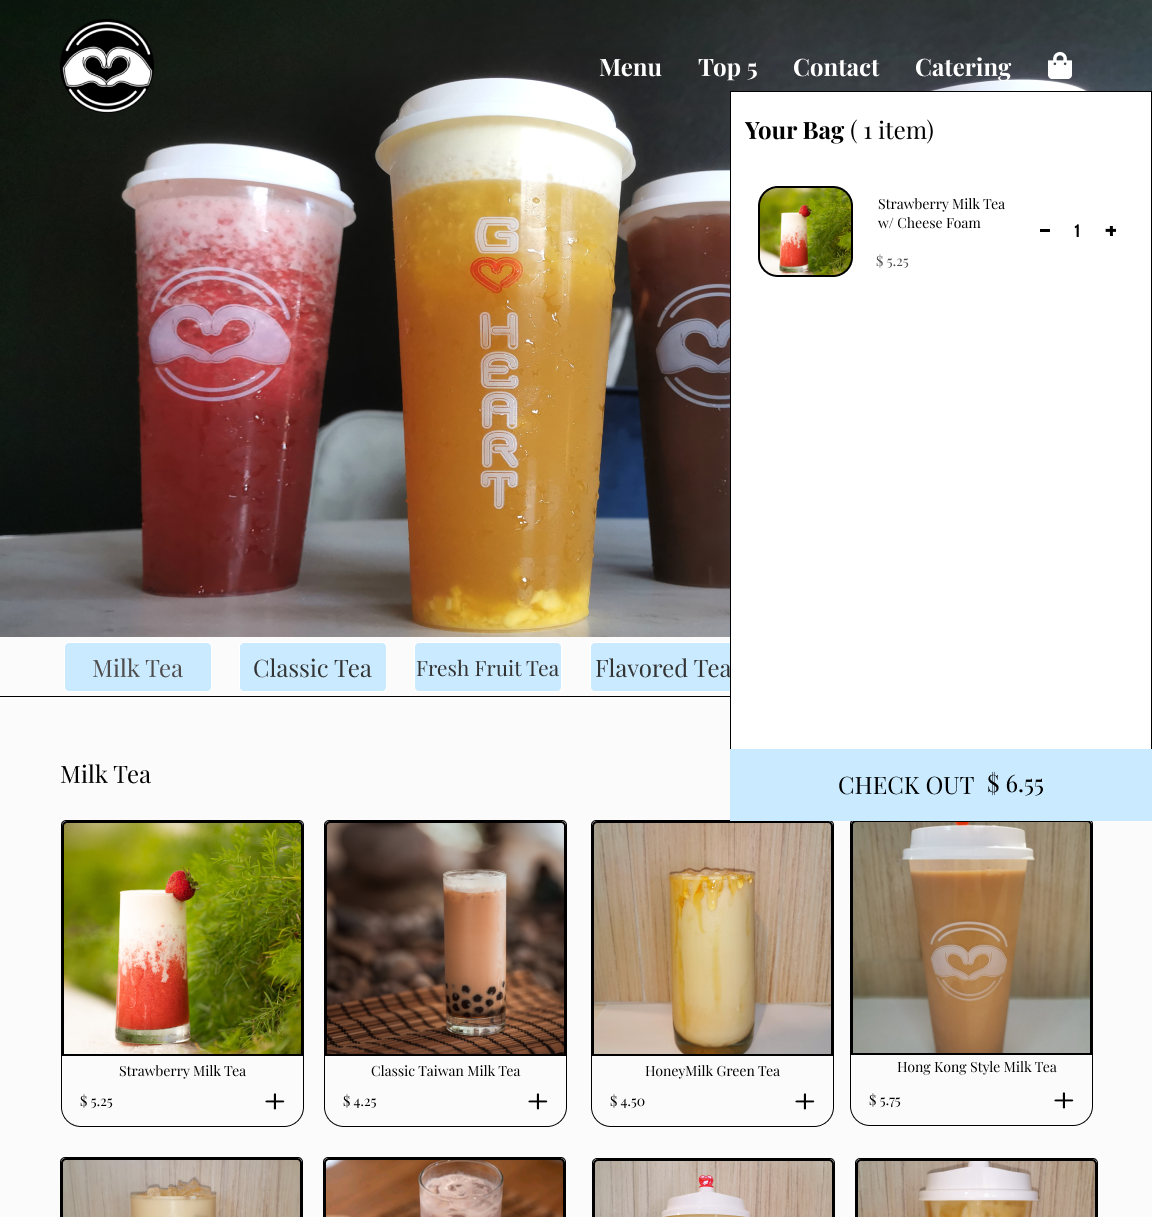 Menu Top 5 Contact Catering
G
HEART
Your Bag ( 1 item)
Strawberry Milk Tea
w/ Cheese Foam
$ 5.25
- 1 +
Milk Tea Classic Tea Fresh Fruit Tea Flavored Tea
CHECK OUT $ 6.55
Milk Tea
Strawberry Milk Tea
$ 5.25 +
Classic Taiwan Milk Tea
$ 4.25 +
HoneyMilk Green Tea
$ 4.50 +
Hong Kong Style Milk Tea
$ 5.75 +